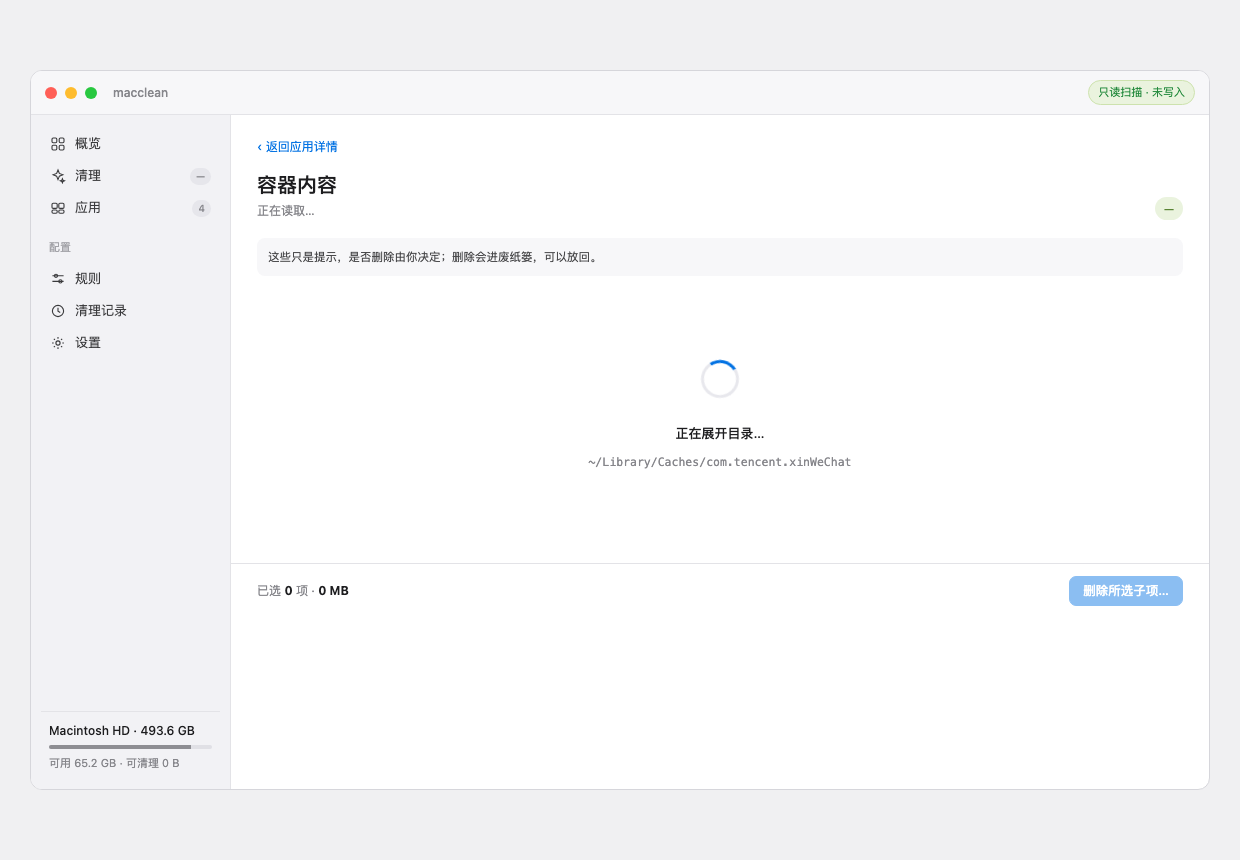 macclean
只读扫描 · 未写入
概览
清理
—
应用
4
配置
规则
清理记录
设置
Macintosh HD · 493.6 GB
可用 65.2 GB · 可清理 0 B
‹ 返回应用详情
容器内容
正在读取…
—
这些只是提示，是否删除由你决定；删除会进废纸篓，可以放回。
正在展开目录…
~/Library/Caches/com.tencent.xinWeChat
已选 0 项 · 0 MB
删除所选子项…